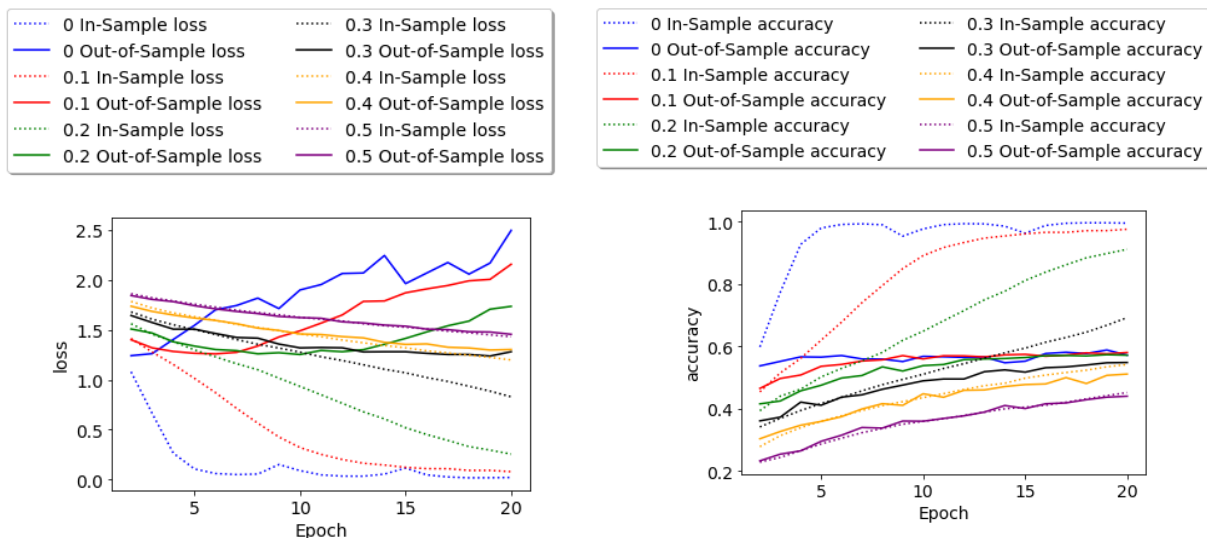 0 In-Sample loss
0 Out-of-Sample loss
0.1 In-Sample loss
0.1 Out-of-Sample loss
0.2 In-Sample loss
0.2 Out-of-Sample loss
0.3 In-Sample loss
0.3 Out-of-Sample loss
0.4 In-Sample loss
0.4 Out-of-Sample loss
0.5 In-Sample loss
0.5 Out-of-Sample loss
2.5
2.0
1.5
1.0
0.5
0.0
loss
5
10
15
20
Epoch
0 In-Sample accuracy
0 Out-of-Sample accuracy
0.1 In-Sample accuracy
0.1 Out-of-Sample accuracy
0.2 In-Sample accuracy
0.2 Out-of-Sample accuracy
0.3 In-Sample accuracy
0.3 Out-of-Sample accuracy
0.4 In-Sample accuracy
0.4 Out-of-Sample accuracy
0.5 In-Sample accuracy
0.5 Out-of-Sample accuracy
1.0
0.8
0.6
0.4
0.2
accuracy
5
10
15
20
Epoch